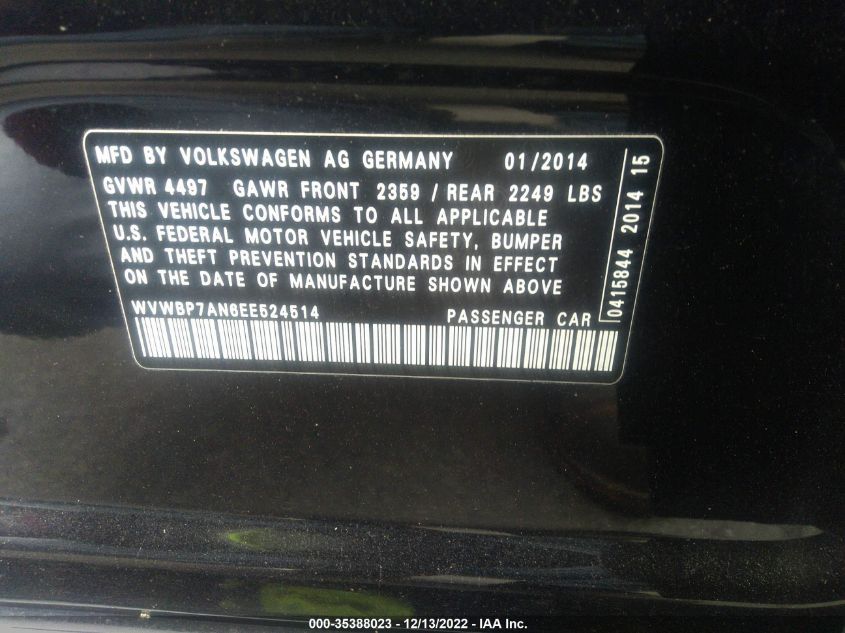 MFD BY VOLKSWAGEN AG GERMANY 01/2014
GVWR 4497 GAWR FRONT 2359 / REAR 2249 LBS
THIS VEHICLE CONFORMS TO ALL APPLICABLE
U.S. FEDERAL MOTOR VEHICLE SAFETY, BUMPER
AND THEFT PREVENTION STANDARDS IN EFFECT
ON THE DATE OF MANUFACTURE SHOWN ABOVE
WVWBP7AN6EE524514 PASSENGER CAR
0415844 2014 15
000-35388023 - 12/13/2022 - IAA Inc.